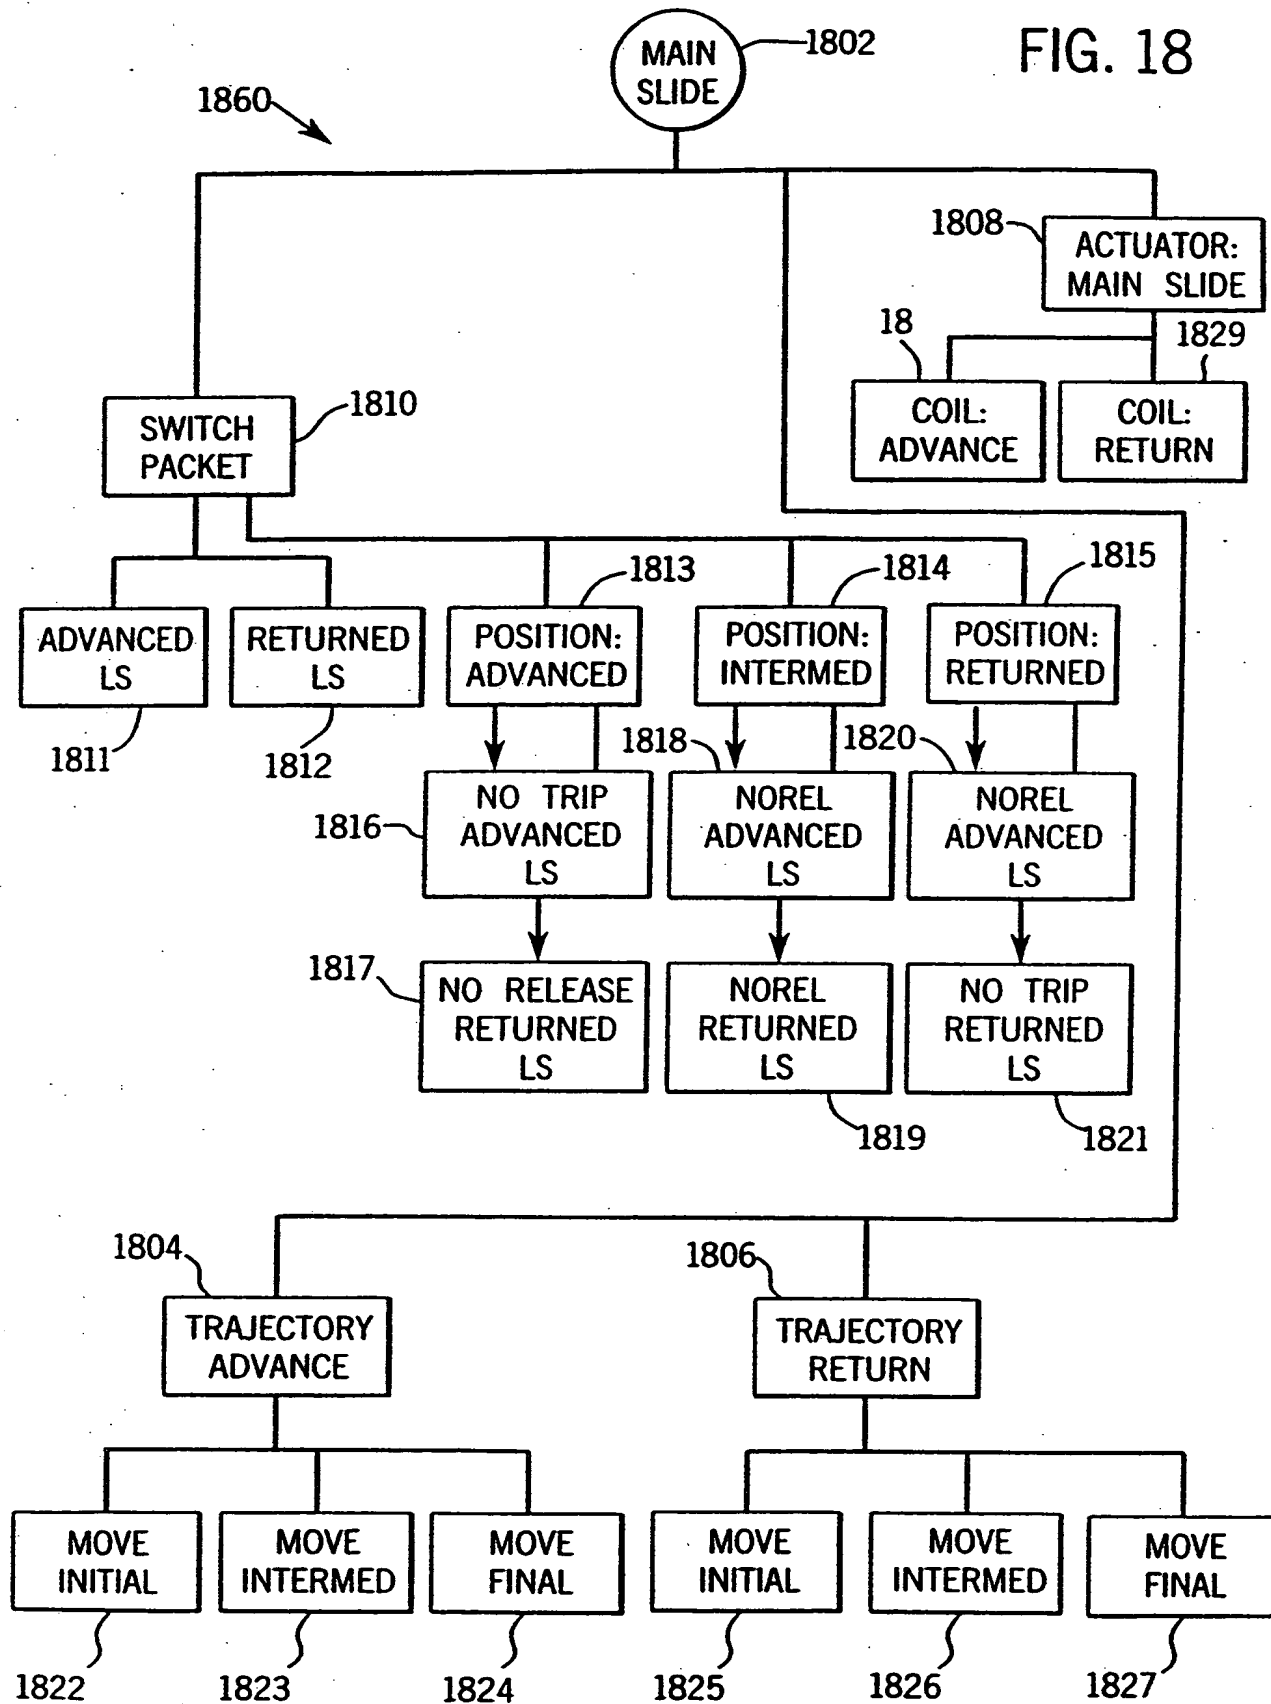 FIG. 18
MAIN
SLIDE
1802
1860
1808
ACTUATOR:
MAIN SLIDE
18
1829
COIL:
ADVANCE
COIL:
RETURN
SWITCH
PACKET
1810
ADVANCED
LS
1811
RETURNED
LS
1812
1813
POSITION:
ADVANCED
1814
POSITION:
INTERMED
1815
POSITION:
RETURNED
1816
NO TRIP
ADVANCED
LS
1818
NOREL
ADVANCED
LS
1820
NOREL
ADVANCED
LS
1817
NO RELEASE
RETURNED
LS
NOREL
RETURNED
LS
1819
NO TRIP
RETURNED
LS
1821
1804
TRAJECTORY
ADVANCE
1806
TRAJECTORY
RETURN
MOVE
INITIAL
MOVE
INTERMED
MOVE
FINAL
MOVE
INITIAL
MOVE
INTERMED
MOVE
FINAL
1822
1823
1824
1825
1826
1827